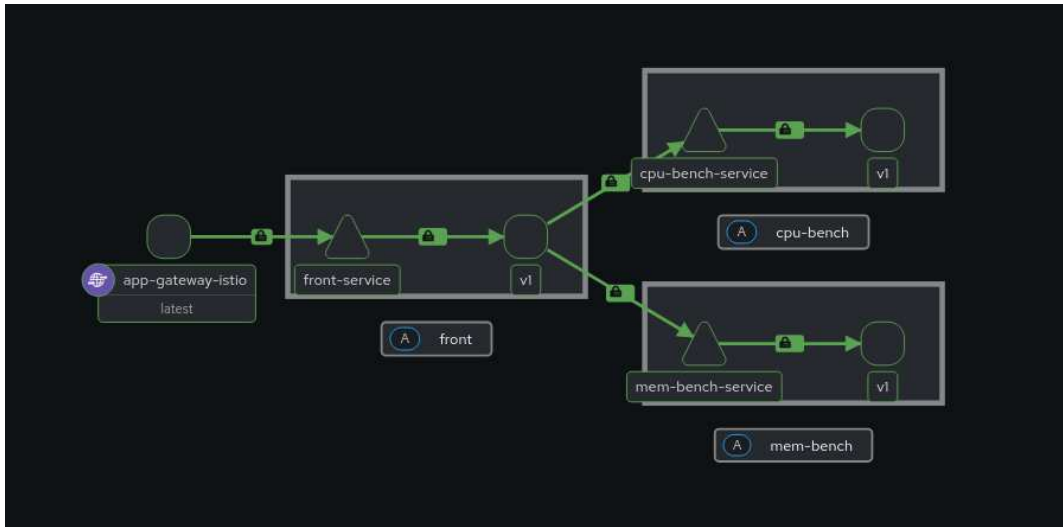 cpu-bench-service
v1
A cpu-bench
app-gateway-istio
latest
front-service
v1
A front
mem-bench-service
v1
A mem-bench